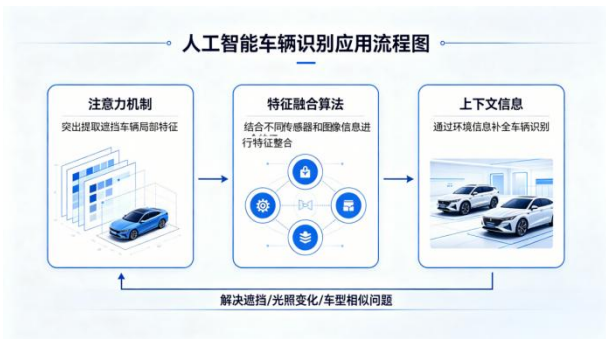 人工智能车辆识别应用流程图
注意力机制
突出提取遮挡车辆局部特征
特征融合算法
结合不同传感器和图像信息进
行特征整合
上下文信息
通过环境信息补全车辆识别
解决遮挡/光照变化/车型相似问题